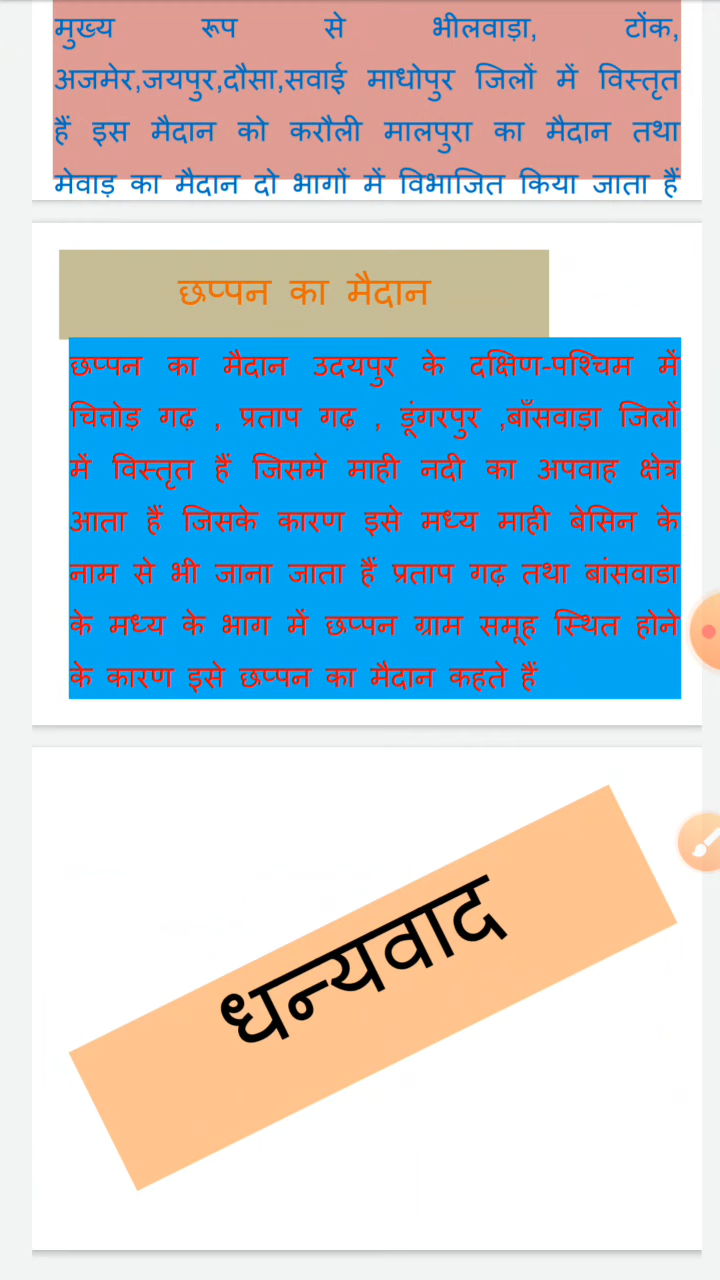 मुख्य रूप से भीलवाड़ा, टोंक,
अजमेर,जयपुर,दौसा,सवाई माधोपुर जिलों में विस्तृत
हैं इस मैदान को करौली मालपुरा का मैदान तथा
मेवाड़ का मैदान दो भागों में विभाजित किया जाता हैं
छप्पन का मैदान
छप्पन का मैदान उदयपुर के दक्षिण-पश्चिम में
चित्तोड़ गढ़ , प्रताप गढ़ , डूंगरपुर ,बाँसवाड़ा जिलों
में विस्तृत हैं जिसमे माही नदी का अपवाह क्षेत्र
आता हैं जिसके कारण इसे मध्य माही बेसिन के
नाम से भी जाना जाता हैं प्रताप गढ़ तथा बांसवाडा
के मध्य के भाग में छप्पन ग्राम समूह स्थित होने
के कारण इसे छप्पन का मैदान कहते हैं
धन्यवाद